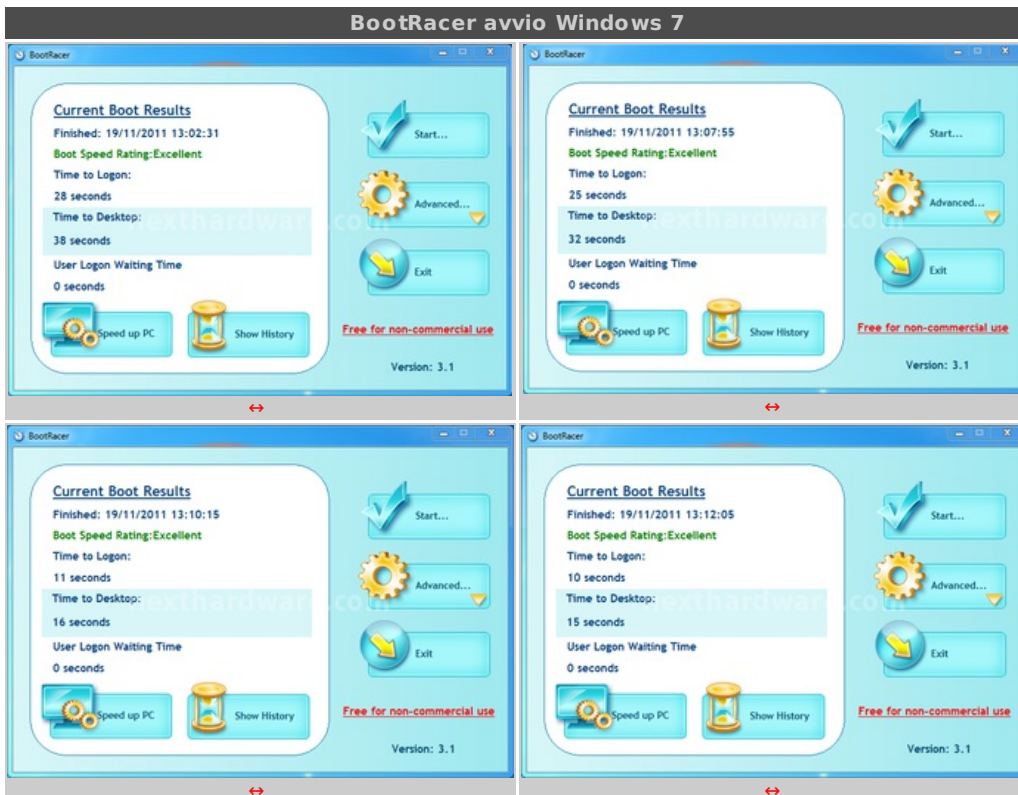 BootRacer avvio Windows 7
BootRacer
Current Boot Results
Finished: 19/11/2011 13:02:31
Boot Speed Rating:Excellent
Time to Logon:
28 seconds
Time to Desktop:
38 seconds
User Logon Waiting Time
0 seconds
Speed up PC
Show History
Start...
Advanced...
Exit
Free for non-commercial use
Version: 3.1
BootRacer
Current Boot Results
Finished: 19/11/2011 13:07:55
Boot Speed Rating:Excellent
Time to Logon:
25 seconds
Time to Desktop:
32 seconds
User Logon Waiting Time
0 seconds
Speed up PC
Show History
Start...
Advanced...
Exit
Free for non-commercial use
Version: 3.1
BootRacer
Current Boot Results
Finished: 19/11/2011 13:10:15
Boot Speed Rating:Excellent
Time to Logon:
11 seconds
Time to Desktop:
16 seconds
User Logon Waiting Time
0 seconds
Speed up PC
Show History
Start...
Advanced...
Exit
Free for non-commercial use
Version: 3.1
BootRacer
Current Boot Results
Finished: 19/11/2011 13:12:05
Boot Speed Rating:Excellent
Time to Logon:
10 seconds
Time to Desktop:
15 seconds
User Logon Waiting Time
0 seconds
Speed up PC
Show History
Start...
Advanced...
Exit
Free for non-commercial use
Version: 3.1